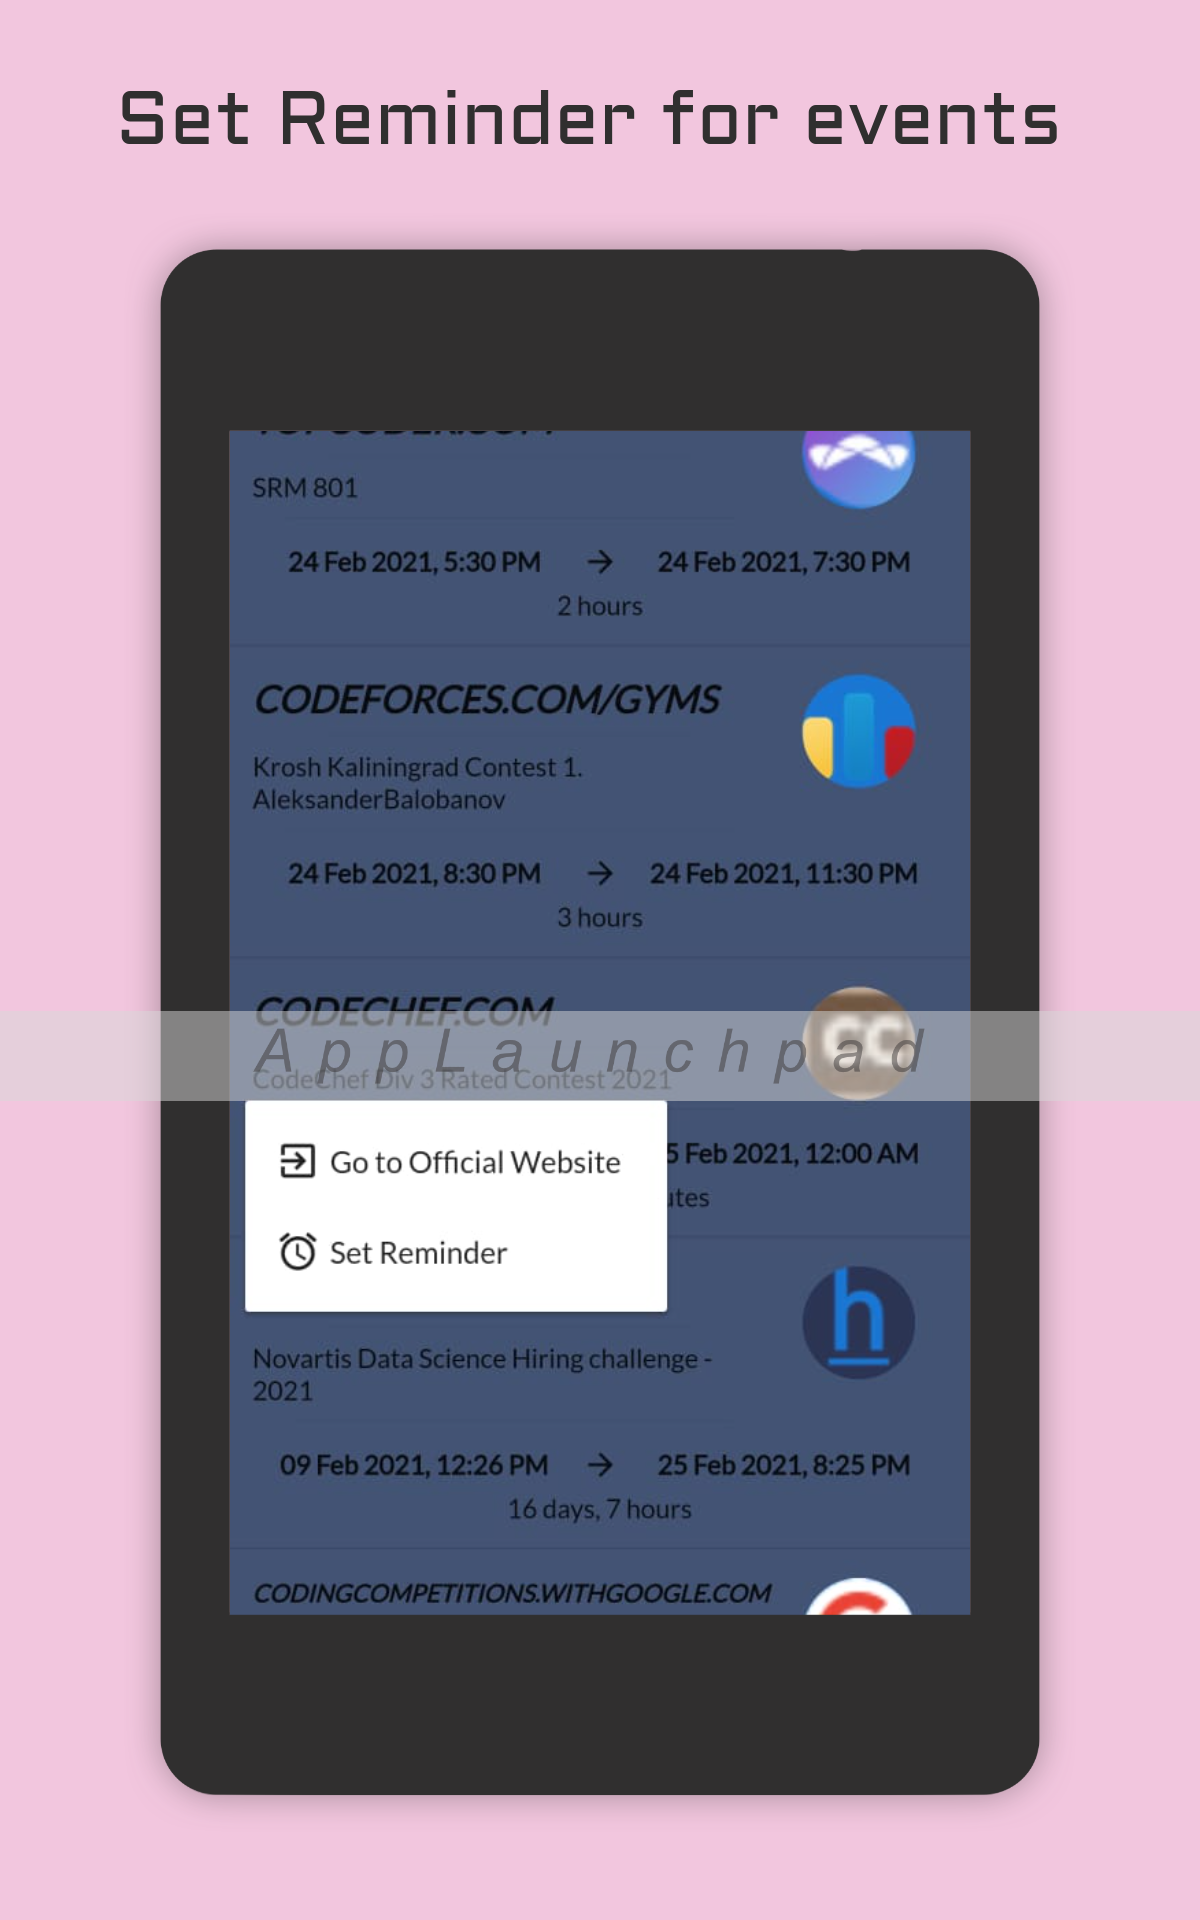 Set Reminder for events
SRM 801
24 Feb 2021, 5:30 PM → 24 Feb 2021, 7:30 PM
2 hours
CODEFORCES.COM/GYMS
Krosh Kaliningrad Contest 1.
AleksanderBalobanov
24 Feb 2021, 8:30 PM → 24 Feb 2021, 11:30 PM
3 hours
CODECHEF.COM
cc
AppLaunchpad
CodeChef Div 3 Rated Contest 2021
Go to Official Website
5 Feb 2021, 12:00 AM
utes
Set Reminder
h
Novartis Data Science Hiring challenge -
2021
09 Feb 2021, 12:26 PM → 25 Feb 2021, 8:25 PM
16 days, 7 hours
CODINGCOMPETITIONS.WITHGOOGLE.COM